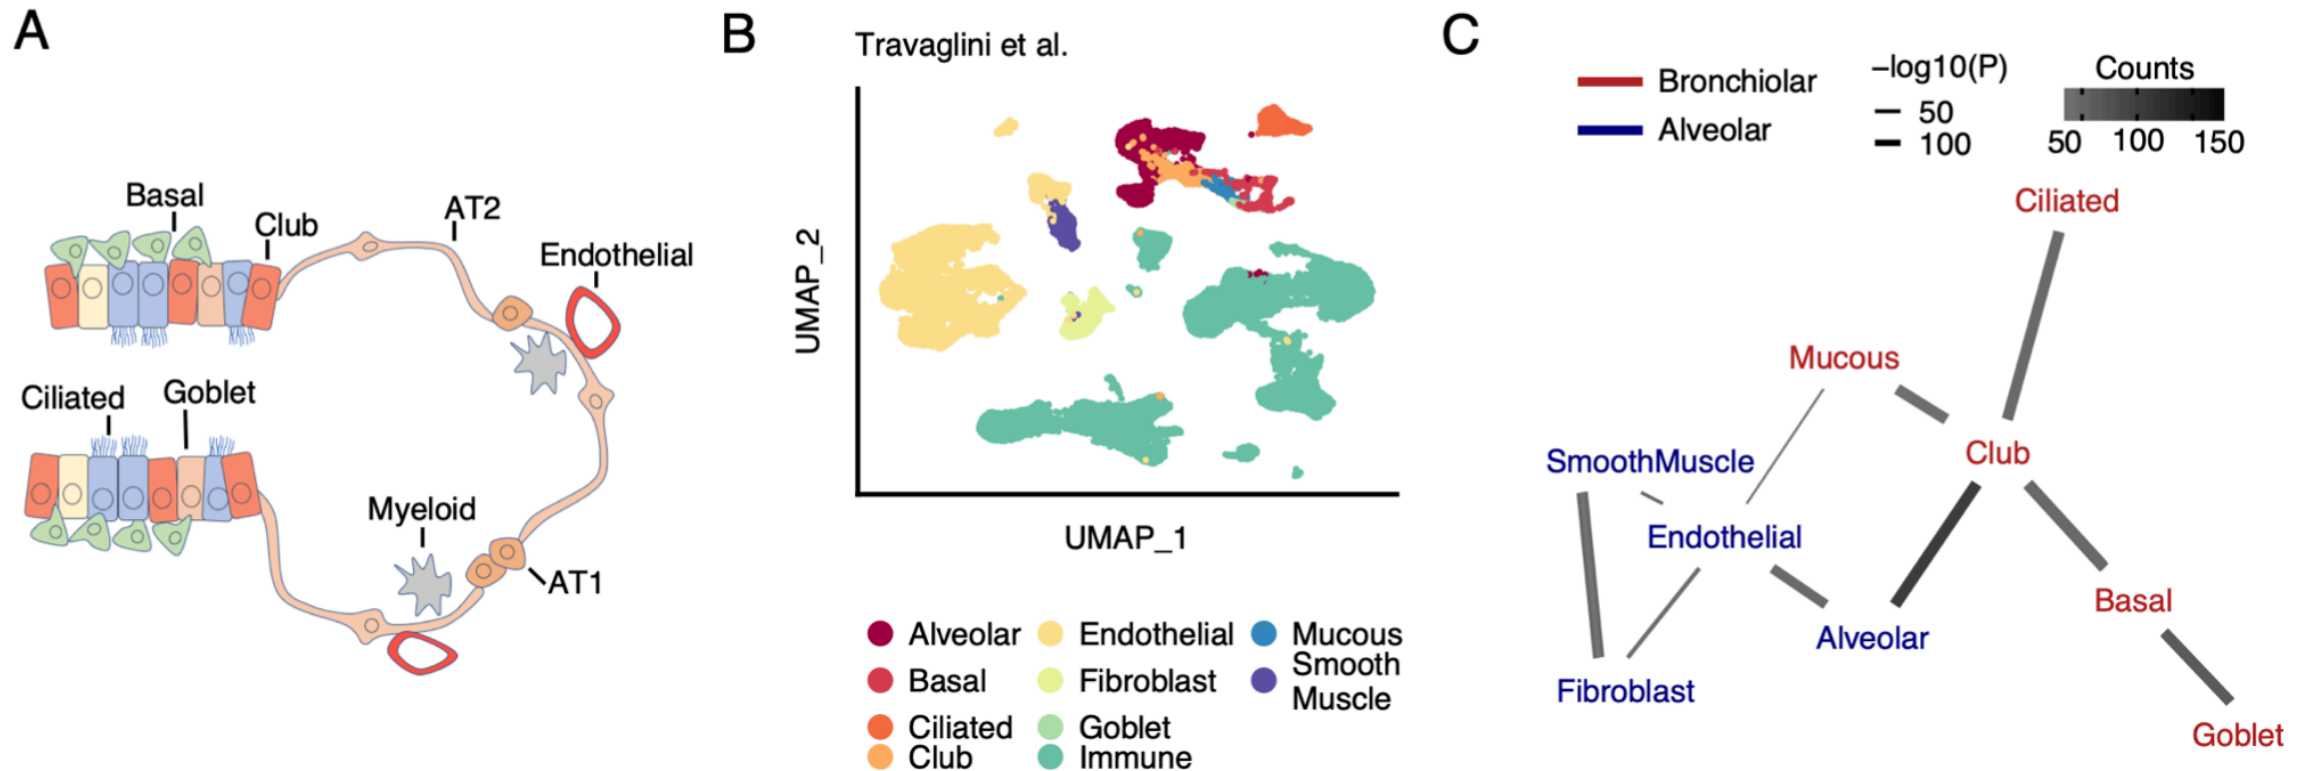 A
Basal
Club
AT2
Endothelial
Ciliated
Goblet
Myeloid
AT1
B
Travaglini et al.
UMAP_2
UMAP_1
Alveolar
Basal
Ciliated
Club
Endothelial
Fibroblast
Goblet
Immune
Mucous
Smooth
Muscle
C
Bronchiolar
Alveolar
−log10(P)
50
100
Counts
50 100 150
Ciliated
Mucous
Club
SmoothMuscle
Endothelial
Basal
Alveolar
Fibroblast
Goblet